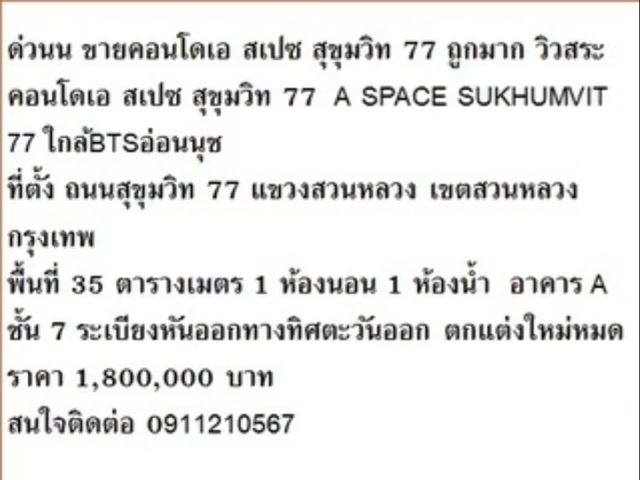 ด่วนน ขายคอนโดเอ สเปซ สุขุมวิท 77 ถูกมาก วิวสระ
คอนโดเอ สเปซ สุขุมวิท 77 A SPACE SUKHUMVIT
77 ใกล้BTSอ่อนนุช
ที่ตั้ง ถนนสุขุมวิท 77 แขวงสวนหลวง เขตสวนหลวง
กรุงเทพ
พื้นที่ 35 ตารางเมตร 1 ห้องนอน 1 ห้องน้ำ อาคาร A
ชั้น 7 ระเบียงหันออกทางทิศตะวันออก ตกแต่งใหม่หมด
ราคา 1,800,000 บาท
สนใจติดต่อ 0911210567